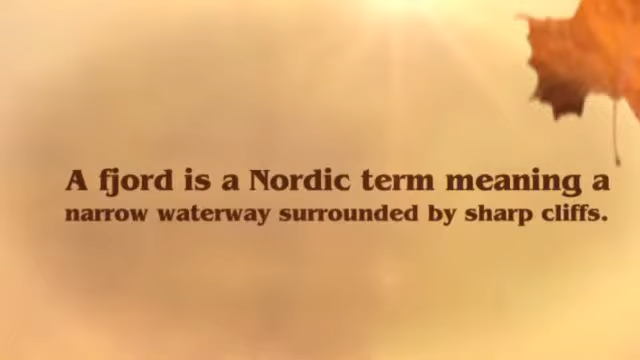 A fjord is a Nordic term meaning a
narrow waterway surrounded by sharp cliffs.